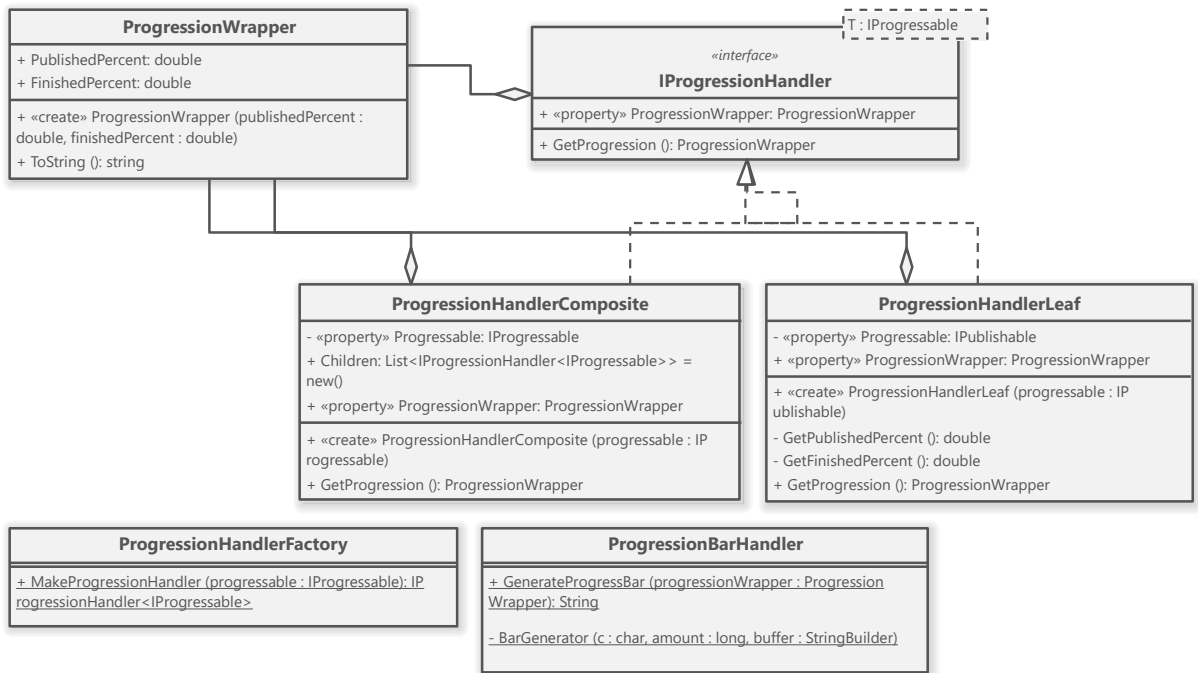 ProgressionWrapper
+ PublishedPercent: double
+ FinishedPercent: double
+ «create» ProgressionWrapper (publishedPercent :
double, finishedPercent : double)
+ ToString (): string
T : IProgressable
«interface»
IProgressionHandler
+ «property» ProgressionWrapper: ProgressionWrapper
+ GetProgression (): ProgressionWrapper
ProgressionHandlerComposite
- «property» Progressable: IProgressable
+ Children: List<IProgressionHandler<IProgressable>> =
new()
+ «property» ProgressionWrapper: ProgressionWrapper
+ «create» ProgressionHandlerComposite (progressable : IP
rogressable)
+ GetProgression (): ProgressionWrapper
ProgressionHandlerLeaf
- «property» Progressable: IPublishable
+ «property» ProgressionWrapper: ProgressionWrapper
+ «create» ProgressionHandlerLeaf (progressable : IP
ublishable)
- GetPublishedPercent (): double
- GetFinishedPercent (): double
+ GetProgression (): ProgressionWrapper
ProgressionHandlerFactory
+ MakeProgressionHandler (progressable : IProgressable): IP
rogressionHandler<IProgressable>
ProgressionBarHandler
+ GenerateProgressBar (progressionWrapper : Progression
Wrapper): String
- BarGenerator (c : char, amount : long, buffer : StringBuilder)